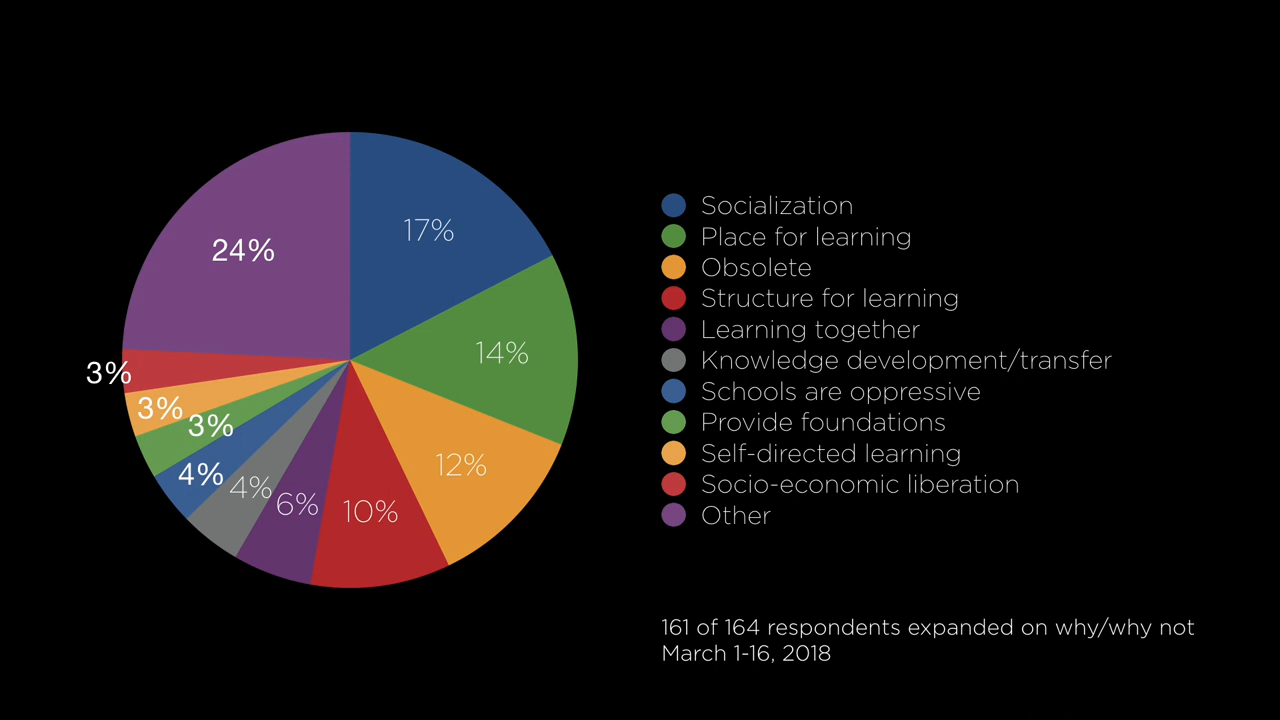 17%
14%
12%
10%
6%
4%
4%
3%
3%
3%
24%
Socialization
Place for learning
Obsolete
Structure for learning
Learning together
Knowledge development/transfer
Schools are oppressive
Provide foundations
Self-directed learning
Socio-economic liberation
Other
161 of 164 respondents expanded on why/why not
March 1-16, 2018